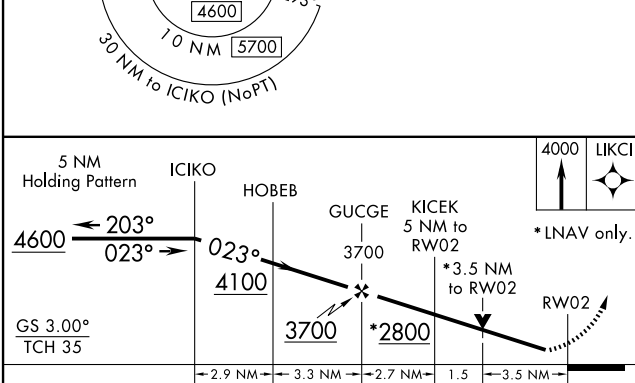 4600
10 NM 5700
30 NM to ICIKO (NoPT)
5 NM
Holding Pattern
ICIKO
HOBEB
GUCGE
3700
KICEK
5 NM to
RW02
4000
LIKCI
*LNAV only.
203°
4600
023°
023°
4100
*3.5 NM
to RW02
RW02
GS 3.00°
TCH 35
3700
*2800
2.9 NM
3.3 NM
2.7 NM
1.5
3.5 NM